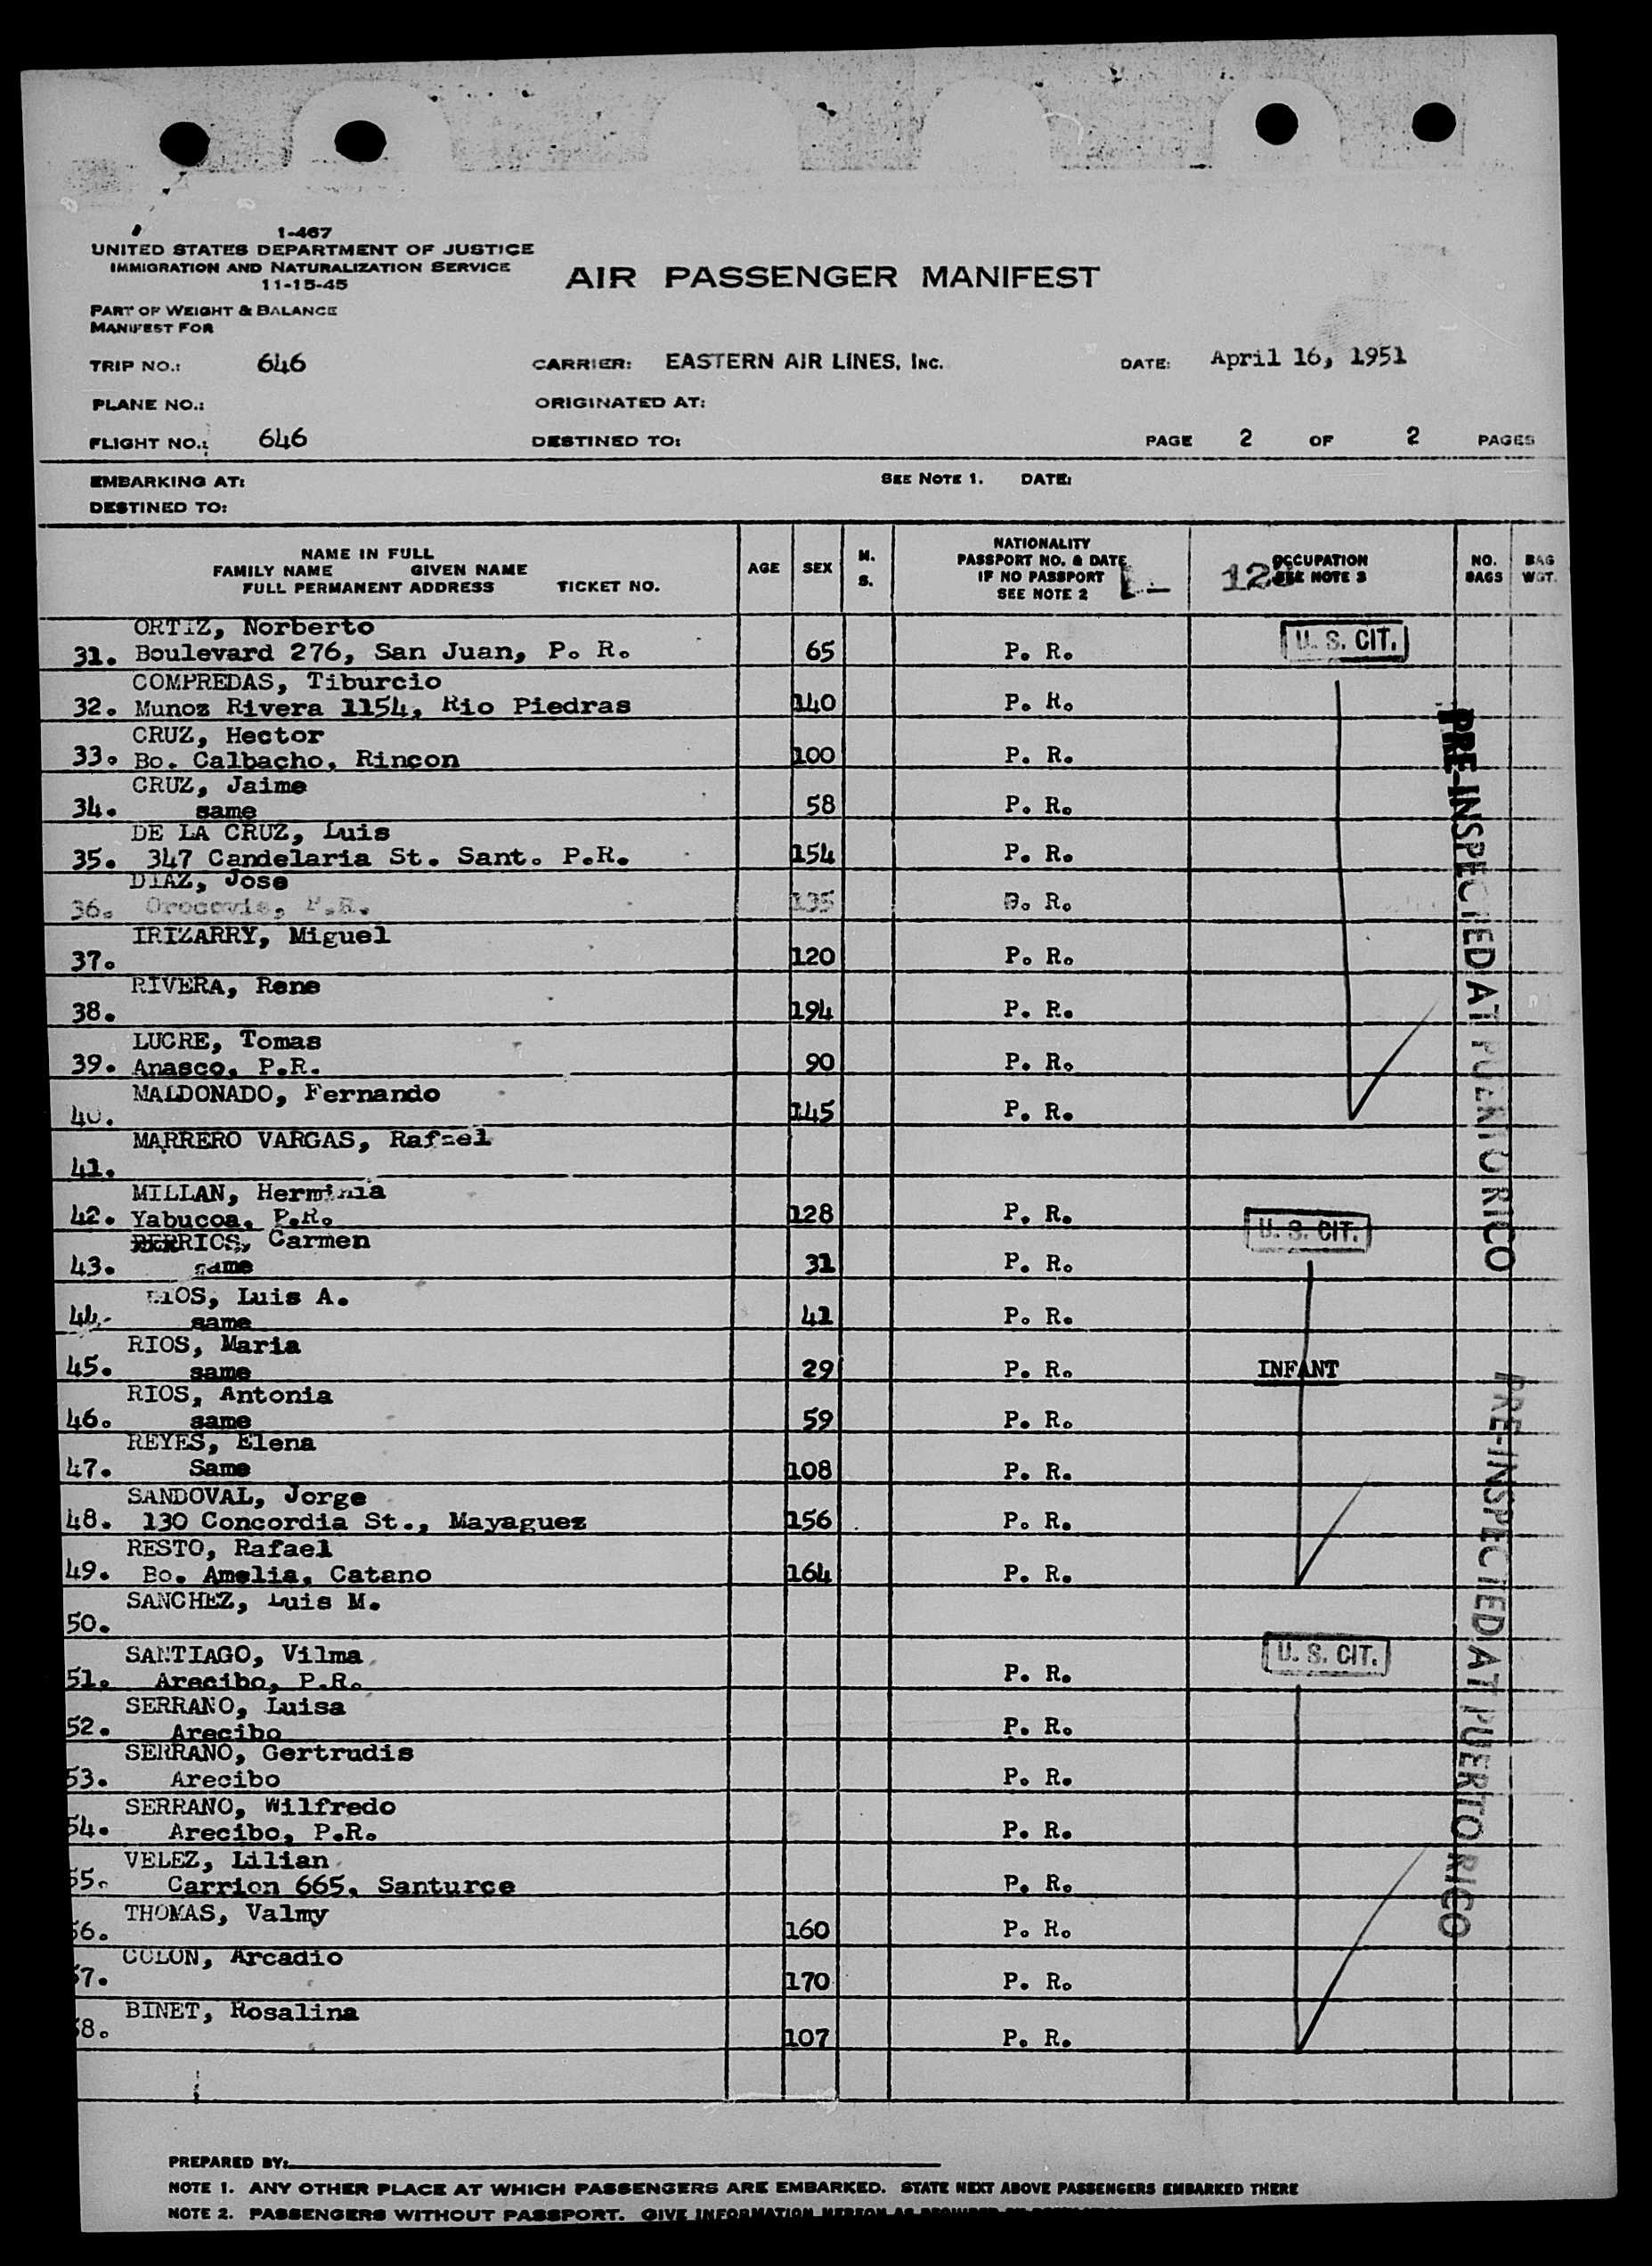 1-467
UNITED STATES DEPARTMENT OF JUSTICE
IMMIGRATION AND NATURALIZATION SERVICE
11-15-45
AIR PASSENGER MANIFEST
PART OF WEIGHT & BALANCE
MANIFEST FOR
TRIP NO.: 646 CARRIER: EASTERN AIR LINES, INC. DATE: April 16, 1951
PLANE NO.: ORIGINATED AT:
FLIGHT NO.: 646 DESTINED TO: PAGE 2 OF 2 PAGES
EMBARKING AT: SEE NOTE 1. DATE:
DESTINED TO:
NAME IN FULL
FAMILY NAME GIVEN NAME
FULL PERMANENT ADDRESS TICKET NO.
AGE
SEX
M.
S.
NATIONALITY
PASSPORT NO. & DATE
IF NO PASSPORT
SEE NOTE 2
OCCUPATION
SEE NOTE 3
NO.
BAGS
BAG
WGT.
ORTIZ, Norberto
31. Boulevard 276, San Juan, P. R. 65 P. R. U. S. CIT.
COMPREDAS, Tiburcio
32. Munoz Rivera 1154, Rio Piedras 140 P. R.
CRUZ, Hector
33. Bo. Calbacho, Rincon 100 P. R.
CRUZ, Jaime
34. same 58 P. R.
DE LA CRUZ, Luis
35. 347 Candelaria St. Sant. P.R. 154 P. R.
DIAZ, Jose
36. Orocovis, P.R. 135 P. R.
IRIZARRY, Miguel
37. 120 P. R.
RIVERA, Rene
38. 194 P. R.
LUCRE, Tomas
39. Anasco, P.R. 90 P. R.
MALDONADO, Fernando
40. 145 P. R.
MARRERO VARGAS, Rafael
41.
MILLAN, Herminia
42. Yabucoa, P.R. 128 P. R. U. S. CIT.
Carmen
43. same 31 P. R.
RIOS, Luis A.
44. same 41 P. R.
RIOS, Maria
45. same 29 P. R. INFANT
RIOS, Antonia
46. same 59 P. R.
REYES, Elena
47. Same 108 P. R.
SANDOVAL, Jorge
48. 130 Concordia St., Mayaguez 156 P. R.
RESTO, Rafael
49. Bo. Amelia, Catano 164 P. R.
SANCHEZ, Luis M.
50.
SANTIAGO, Vilma
51. Arecibo, P.R. P. R. U. S. CIT.
SERRANO, Luisa
52. Arecibo P. R.
SERRANO, Gertrudis
53. Arecibo P. R.
SERRANO, Wilfredo
54. Arecibo, P.R. P. R.
VELEZ, Lilian
55. Carrion 665, Santurce P. R.
THOMAS, Valmy
56. 160 P. R.
COLON, Arcadio
57. 170 P. R.
BINET, Rosalina
58. 107 P. R.
PRE-INSPECTED AT PUERTO RICO
PRE-INSPECTED AT PUERTO RICO
PREPARED BY:
NOTE 1. ANY OTHER PLACE AT WHICH PASSENGERS ARE EMBARKED. STATE NEXT ABOVE PASSENGERS EMBARKED THERE
NOTE 2. PASSENGERS WITHOUT PASSPORT. GIVE INFORMATION HEREON AS